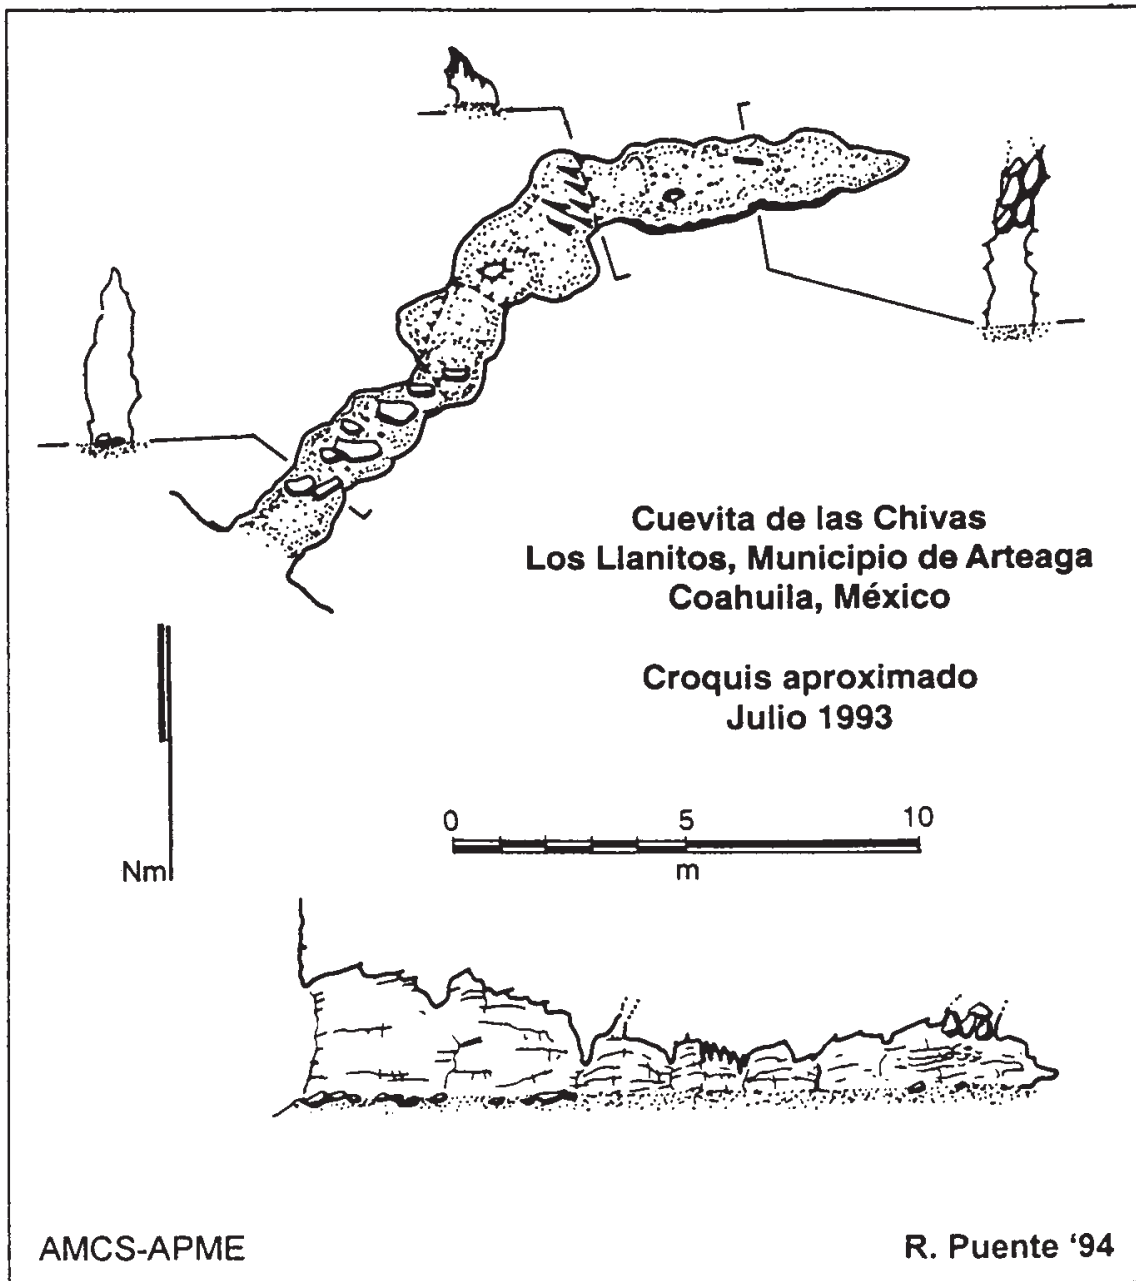 Cuevita de las Chivas
Los Llanitos, Municipio de Arteaga
Coahuila, México
Croquis aproximado
Julio 1993
Nm
0 5 10
m
AMCS-APME
R. Puente ‘94